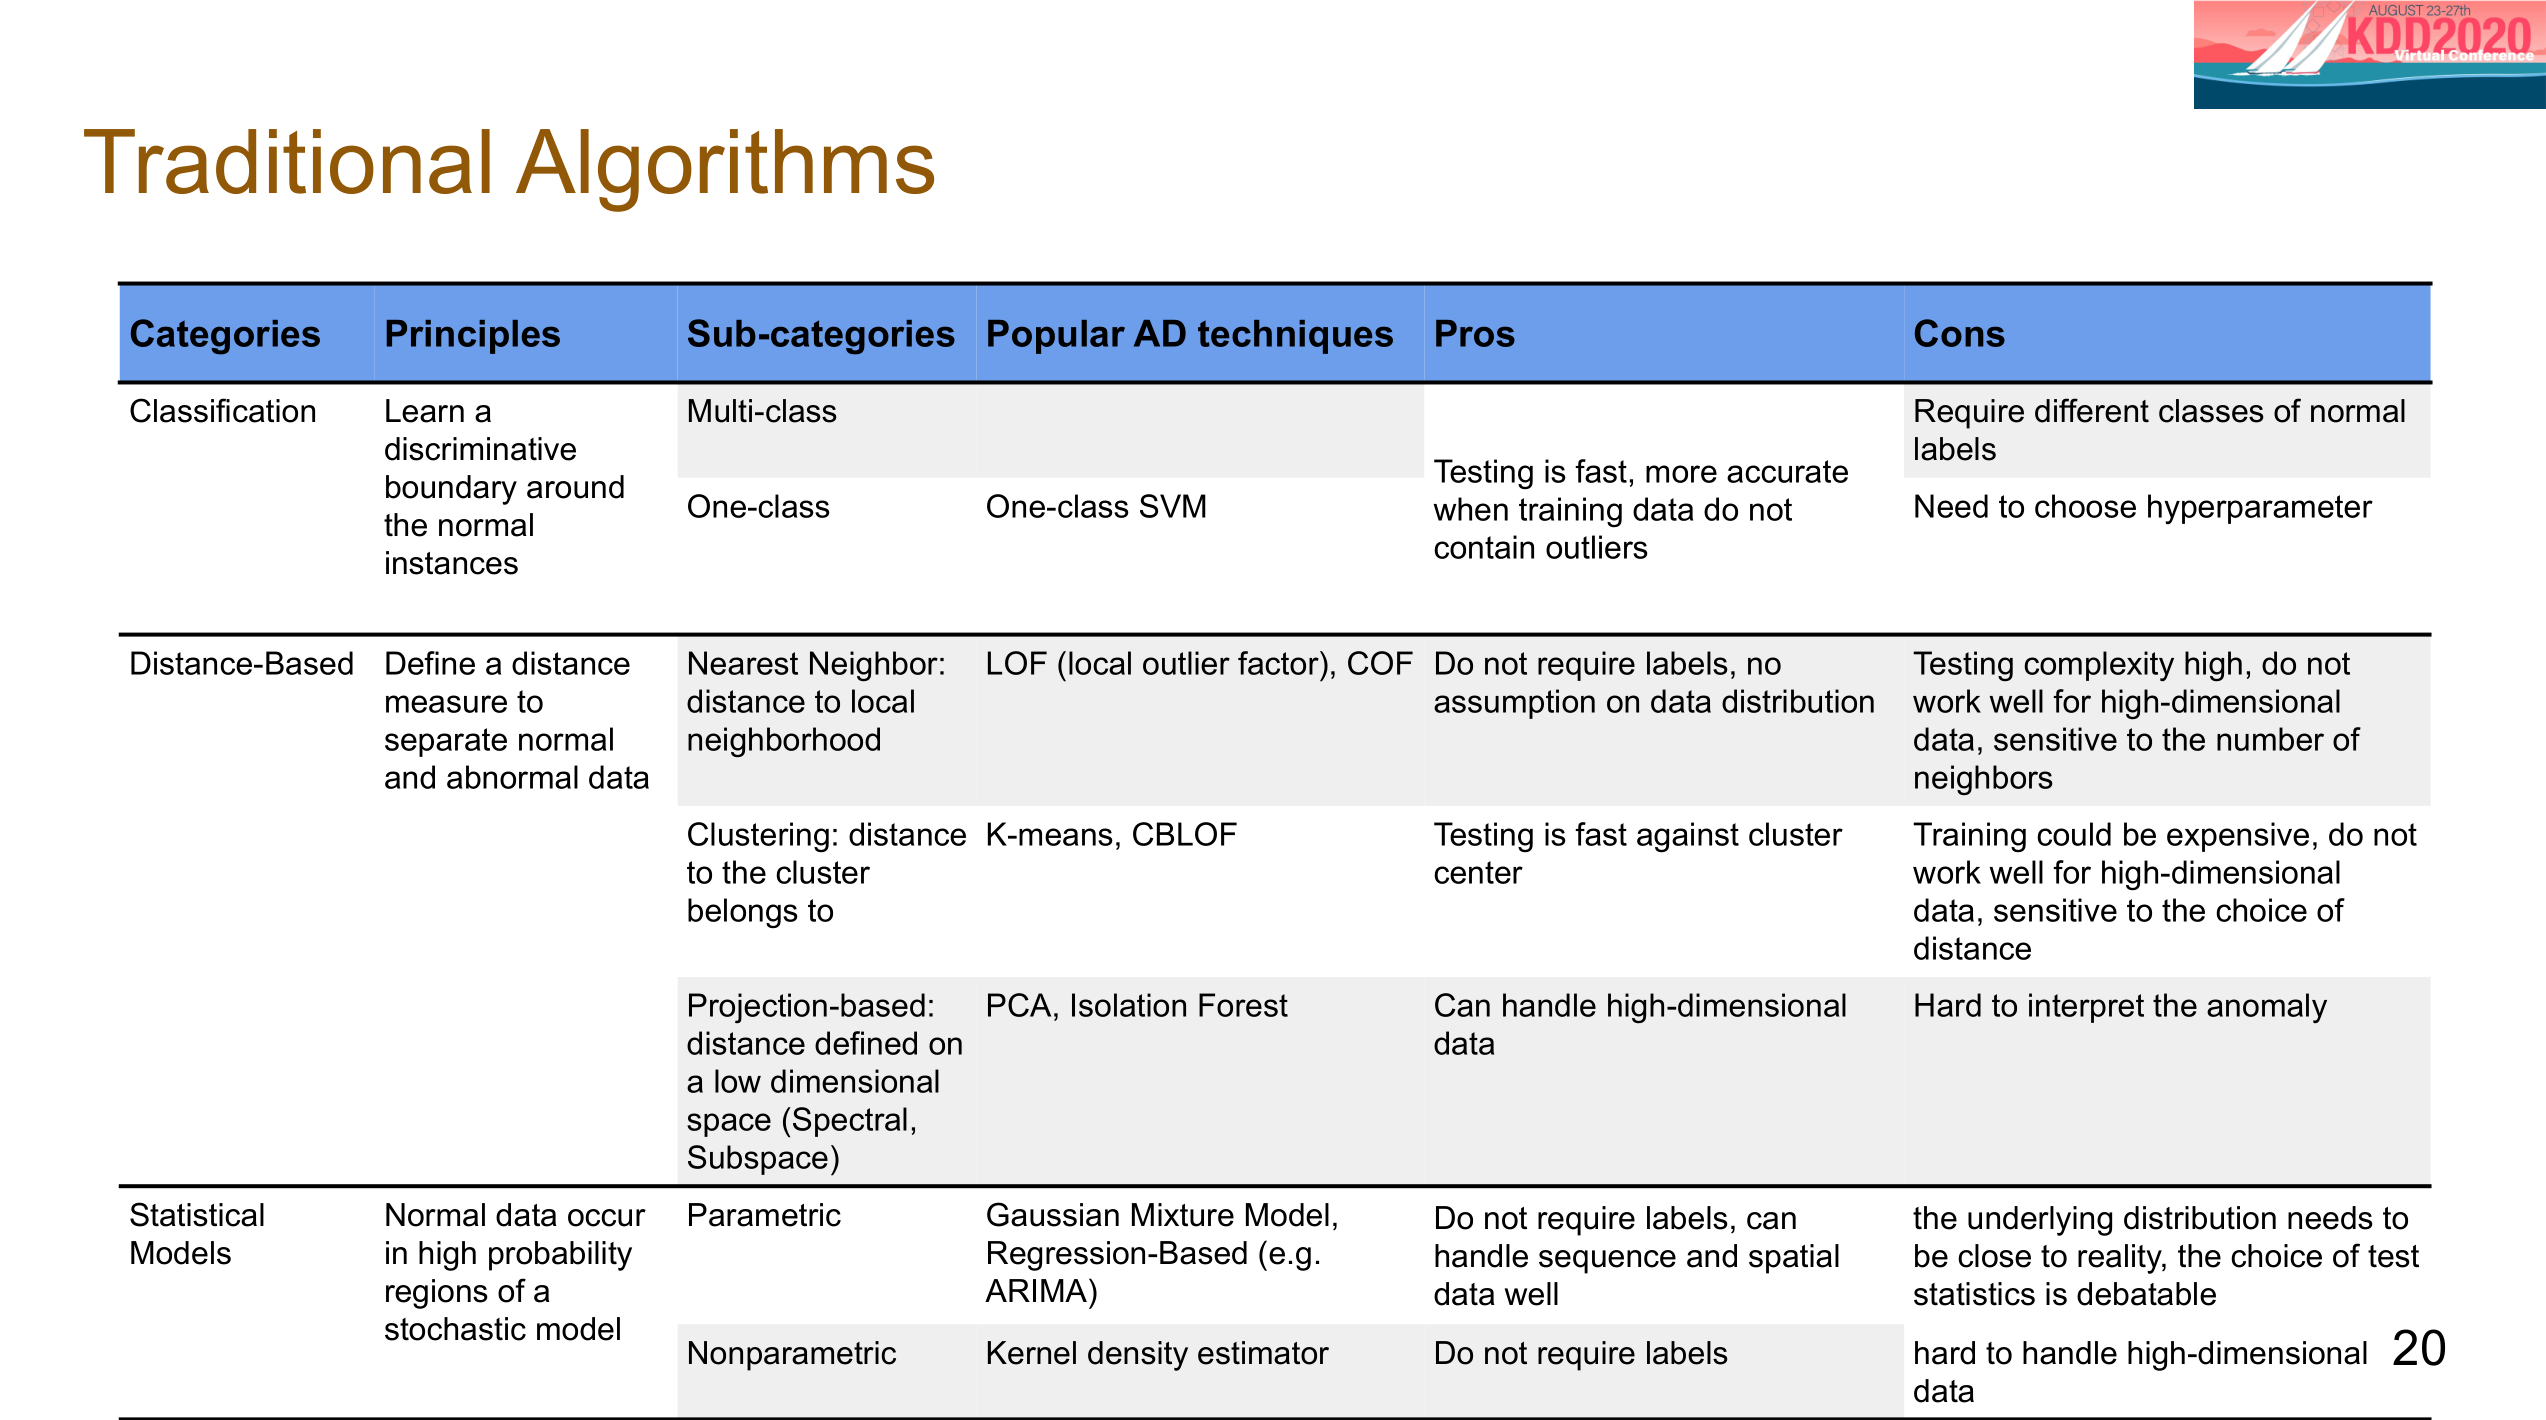 AUGUST 23-27th
KDD2020
Virtual Conference
Traditional Algorithms
Categories
Principles
Sub-categories
Popular AD techniques
Pros
Cons
Classification
Learn a
discriminative
boundary around
the normal
instances
Multi-class
Testing is fast, more accurate
when training data do not
contain outliers
Require different classes of normal
labels
One-class
One-class SVM
Need to choose hyperparameter
Distance-Based
Define a distance
measure to
separate normal
and abnormal data
Nearest Neighbor:
distance to local
neighborhood
LOF (local outlier factor), COF
Do not require labels, no
assumption on data distribution
Testing complexity high, do not
work well for high-dimensional
data, sensitive to the number of
neighbors
Clustering: distance
to the cluster
belongs to
K-means, CBLOF
Testing is fast against cluster
center
Training could be expensive, do not
work well for high-dimensional
data, sensitive to the choice of
distance
Projection-based:
distance defined on
a low dimensional
space (Spectral,
Subspace)
PCA, Isolation Forest
Can handle high-dimensional
data
Hard to interpret the anomaly
Statistical
Models
Normal data occur
in high probability
regions of a
stochastic model
Parametric
Gaussian Mixture Model,
Regression-Based (e.g.
ARIMA)
Do not require labels, can
handle sequence and spatial
data well
the underlying distribution needs to
be close to reality, the choice of test
statistics is debatable
Nonparametric
Kernel density estimator
Do not require labels
hard to handle high-dimensional
data
20